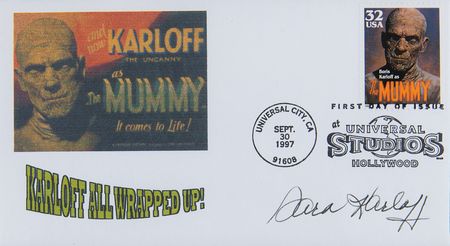 and now KARLOFF
THE UNCANNY
as
The MUMMY
It comes to Life!
KARLOFF ALL WRAPPED UP!
32
USA
Boris
Karloff as
The MUMMY
FIRST DAY OF ISSUE
UNIVERSAL CITY, CA
SEPT.
30
1997
91608
at
UNIVERSAL
STUDIOS
HOLLYWOOD
Sara Karloff